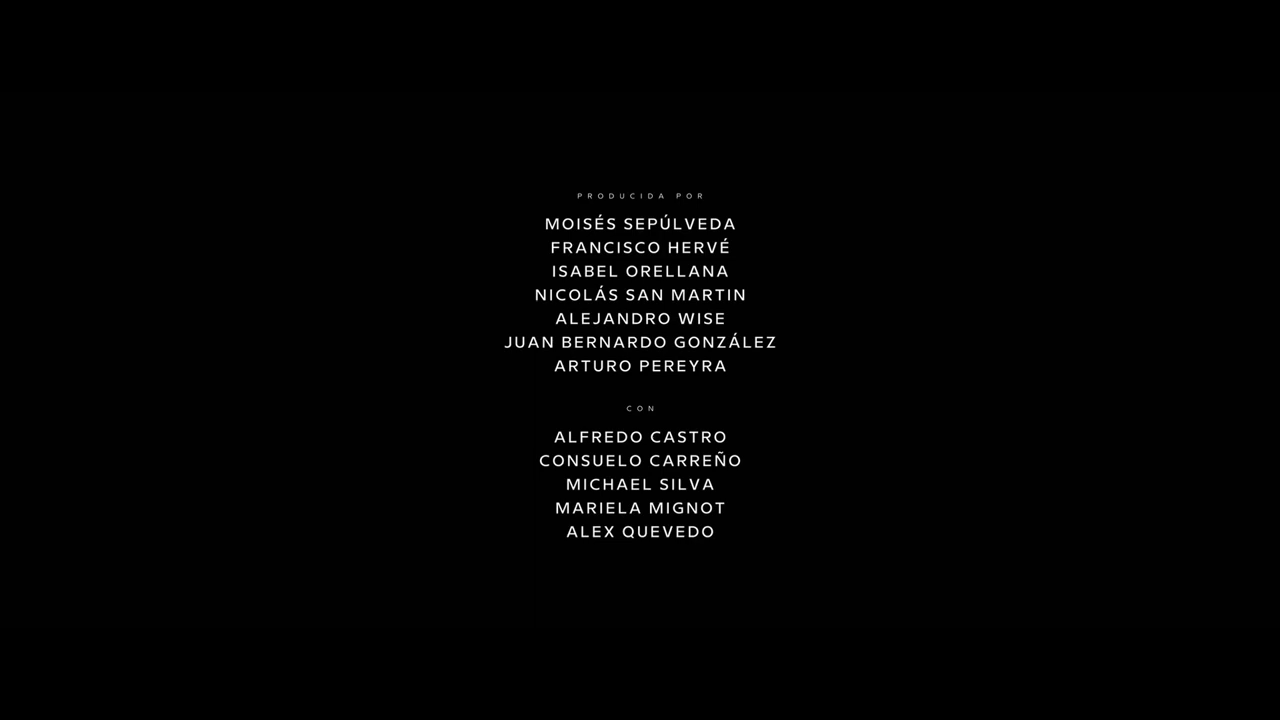 PRODUCIDA POR
MOISÉS SEPÚLVEDA
FRANCISCO HERVÉ
ISABEL ORELLANA
NICOLÁS SAN MARTIN
ALEJANDRO WISE
JUAN BERNARDO GONZÁLEZ
ARTURO PEREYRA
CON
ALFREDO CASTRO
CONSUELO CARREÑO
MICHAEL SILVA
MARIELA MIGNOT
ALEX QUEVEDO